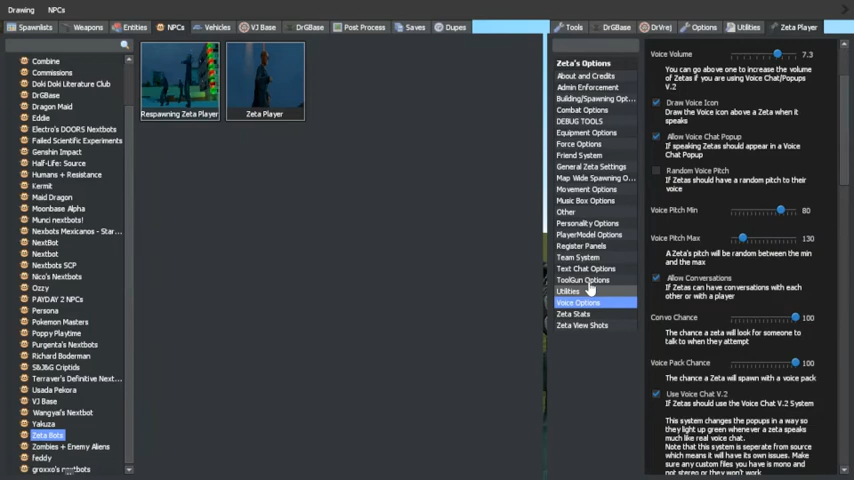 Drawing NPCs
Spawnlists Weapons Entities NPCs Vehicles VJ Base DrGBase Post Process Saves Dupes
Combine
Commissions
Doki Doki Literature Club
DrGBase
Dragon Maid
Eddie
Electro's DOORS Nextbots
Failed Scientific Experiments
Genshin Impact
Half-Life: Source
Humans + Resistance
Kermit
Maid Dragon
Moonbase Alpha
Munci nextbots!
Nexbots Mexicanos - Star...
NextBot
Nextbot
Nextbots SCP
NicoNicos
Ozzy
PAYDAY 2 NPCs
Persona
Pokemon Masters
Poppy Playtime
Purgenta's Nextbots
Richard Boderman
S&J&G Criptids
Terraver's Definitive Next...
Usada Pekora
VJ Base
Wangyai's Nextbot
Yakuza
Zeta Bots
Zombies + Enemy Aliens
feddy
groxxo's nextbots
Respawning Zeta Player
Zeta Player
Tools DrGBase DrVrej Options Utilities Zeta Player
Zeta's Options
About and Credits
Admin Enforcement
Building/Spawning Opt...
Combat Options
DEBUG TOOLS
Equipment Options
Force Options
Friend System
General Zeta Settings
Map Wide Spawning O...
Movement Options
Music Box Options
Other
Personality Options
PlayerModel Options
Register Panels
Team System
Text Chat Options
ToolGun Options
Utilities
Voice Options
Zeta Stats
Zeta View Shots
Voice Volume 7.3
You can go above one to increase the volume
of Zetas if you are using Voice Chat/Popups
V.2
Draw Voice Icon
Draw the Voice icon above a Zeta when it
speaks
Allow Voice Chat Popup
If speaking Zetas should appear in a Voice
Chat Popup
Random Voice Pitch
If Zetas should have a random pitch to their
voice
Voice Pitch Min 80
Voice Pitch Max 130
A Zeta's pitch will be random between the min
and the max
Allow Conversations
If Zetas can have conversations with each
other or with a player
Convo Chance 100
The chance a zeta will look for someone to
talk to when they attempt
Voice Pack Chance 100
The chance a Zeta will spawn with a voice pack
Use Voice Chat V.2
If Zetas should use the Voice Chat V.2 System
This system changes the popups in a way so
they light up green whenever a zeta speaks
much like real voice chat.
Note that this system is seperate from source
which means it will have its own issues. Make
sure any custom files you have is mono and
not stereo or they won't work